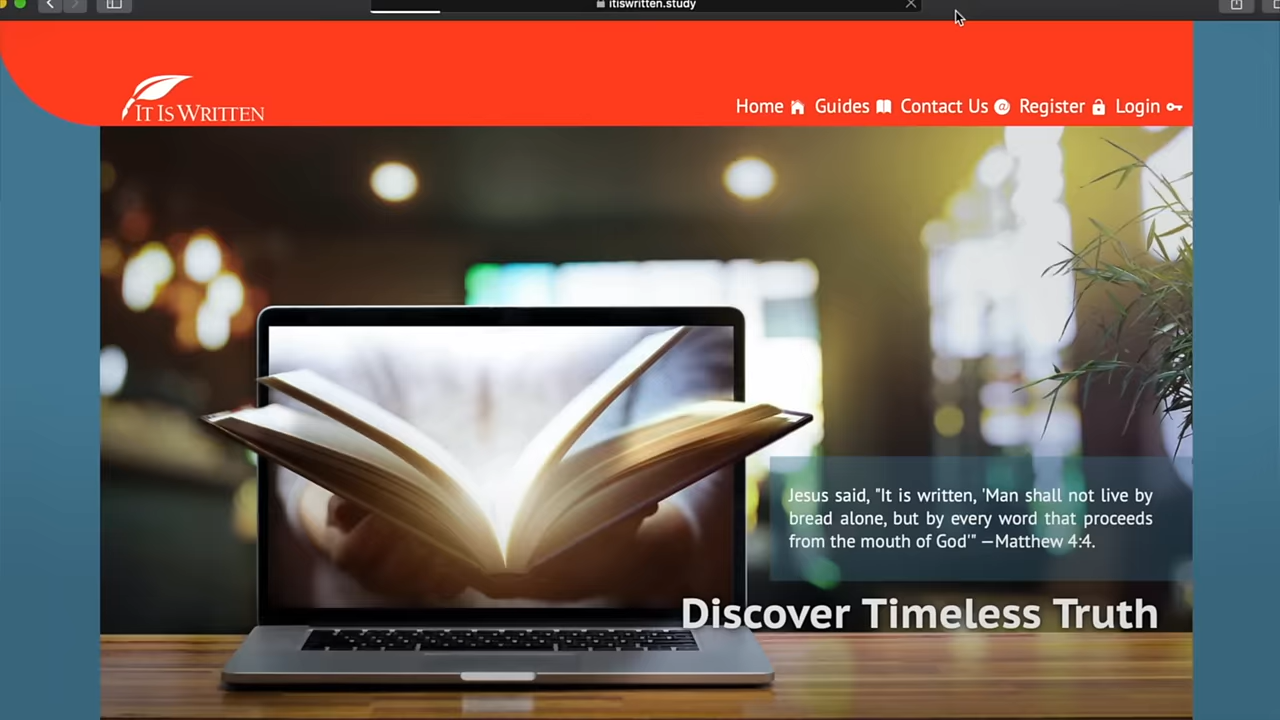 itiswritten.study
IT IS WRITTEN
Home Guides Contact Us @ Register Login
Jesus said, "It is written, 'Man shall not live by
bread alone, but by every word that proceeds
from the mouth of God'" —Matthew 4:4.
Discover Timeless Truth